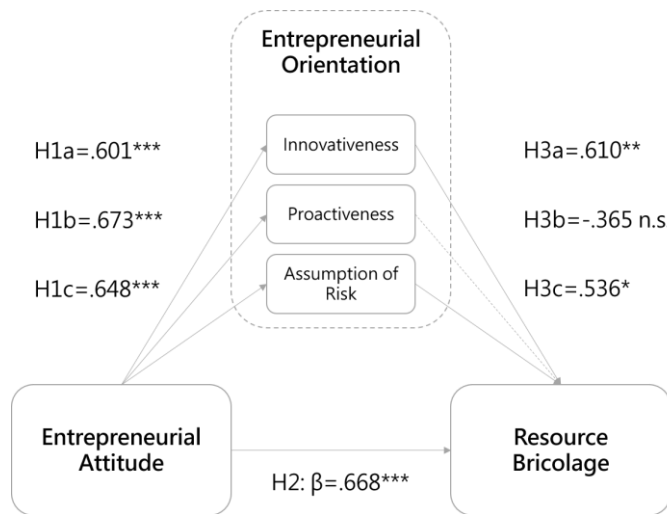 Entrepreneurial
Orientation
H1a=.601***
Innovativeness
H3a=.610**
H1b=.673***
Proactiveness
H3b=-.365 n.s
H1c=.648***
Assumption of
Risk
H3c=.536*
Entrepreneurial
Attitude
Resource
Bricolage
H2: β=.668***